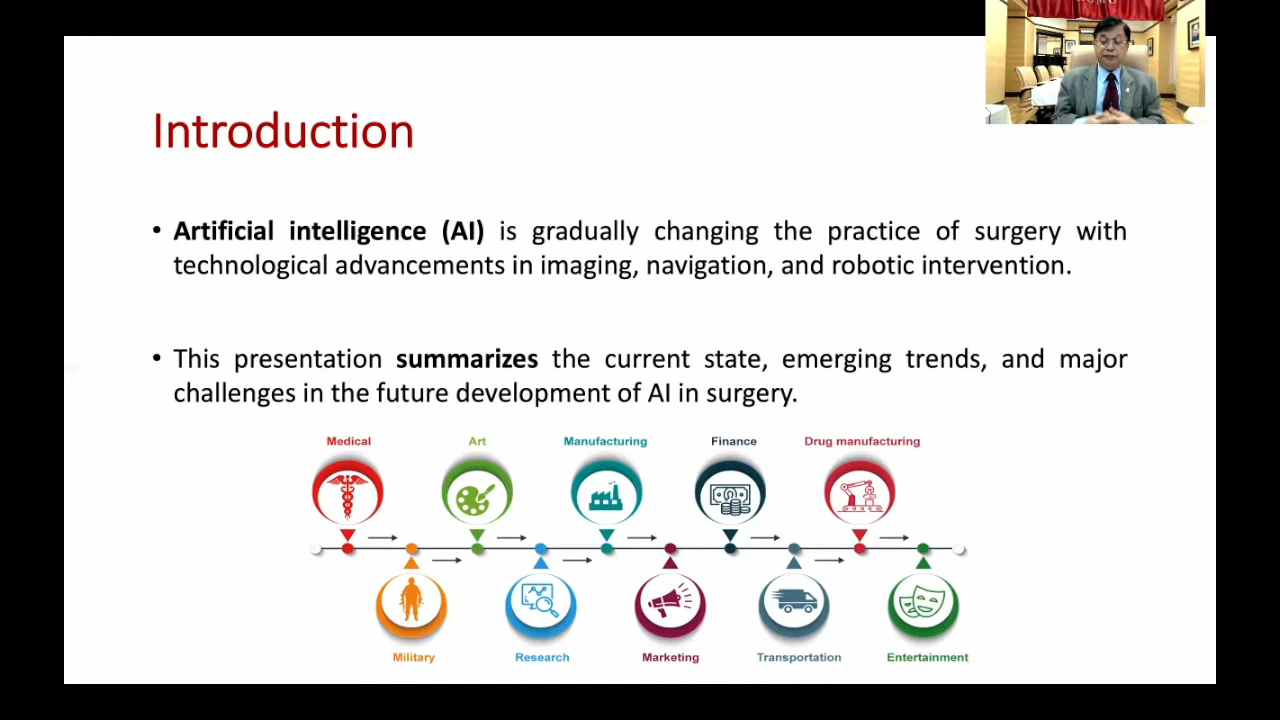 Introduction
• Artificial intelligence (AI) is gradually changing the practice of surgery with
technological advancements in imaging, navigation, and robotic intervention.
• This presentation summarizes the current state, emerging trends, and major
challenges in the future development of AI in surgery.
Medical Art Manufacturing Finance Drug manufacturing
Military Research Marketing Transportation Entertainment